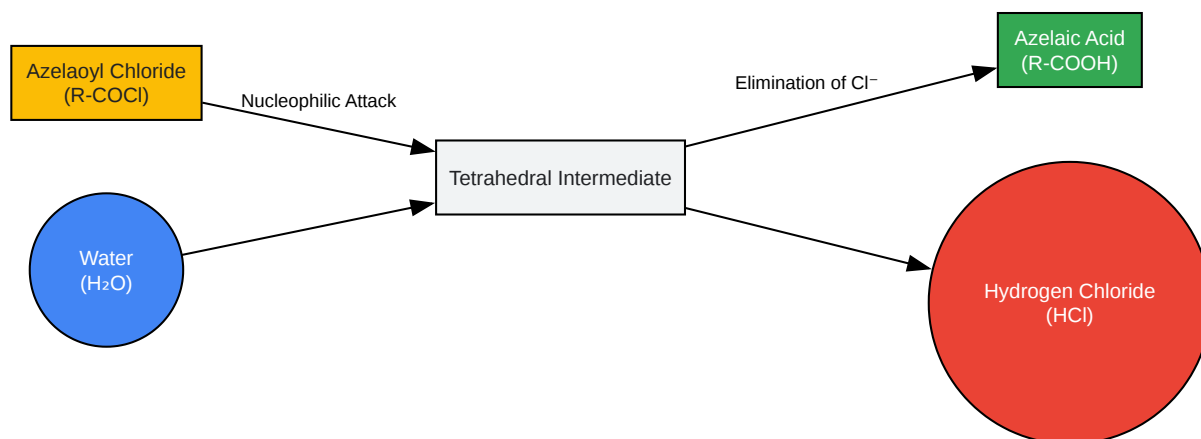 Azelaoyl Chloride
(R-COCl)
Nucleophilic Attack
Water
(H₂O)
Tetrahedral Intermediate
Elimination of Cl⁻
Azelaic Acid
(R-COOH)
Hydrogen Chloride
(HCl)